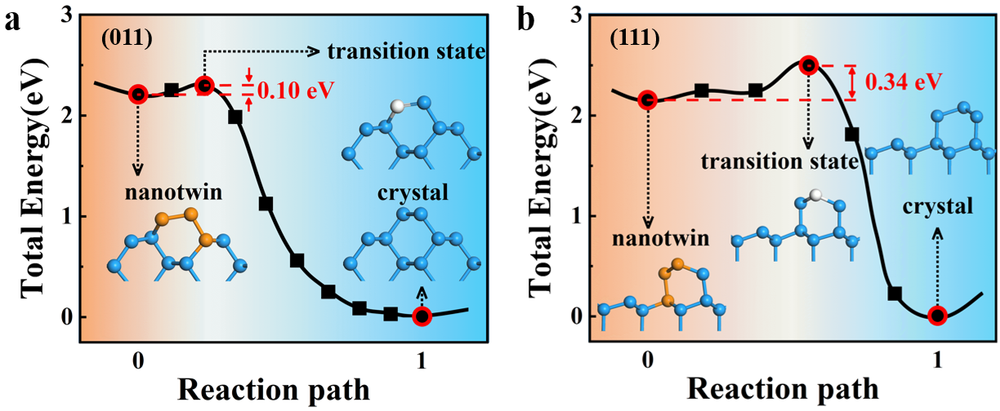 a
(011)
3
2
1
0
Total Energy(eV)
transition state
0.10 eV
nanotwin
crystal
0
1
Reaction path
b
(111)
3
2
1
0
Total Energy(eV)
0.34 eV
transition state
nanotwin
crystal
0
1
Reaction path